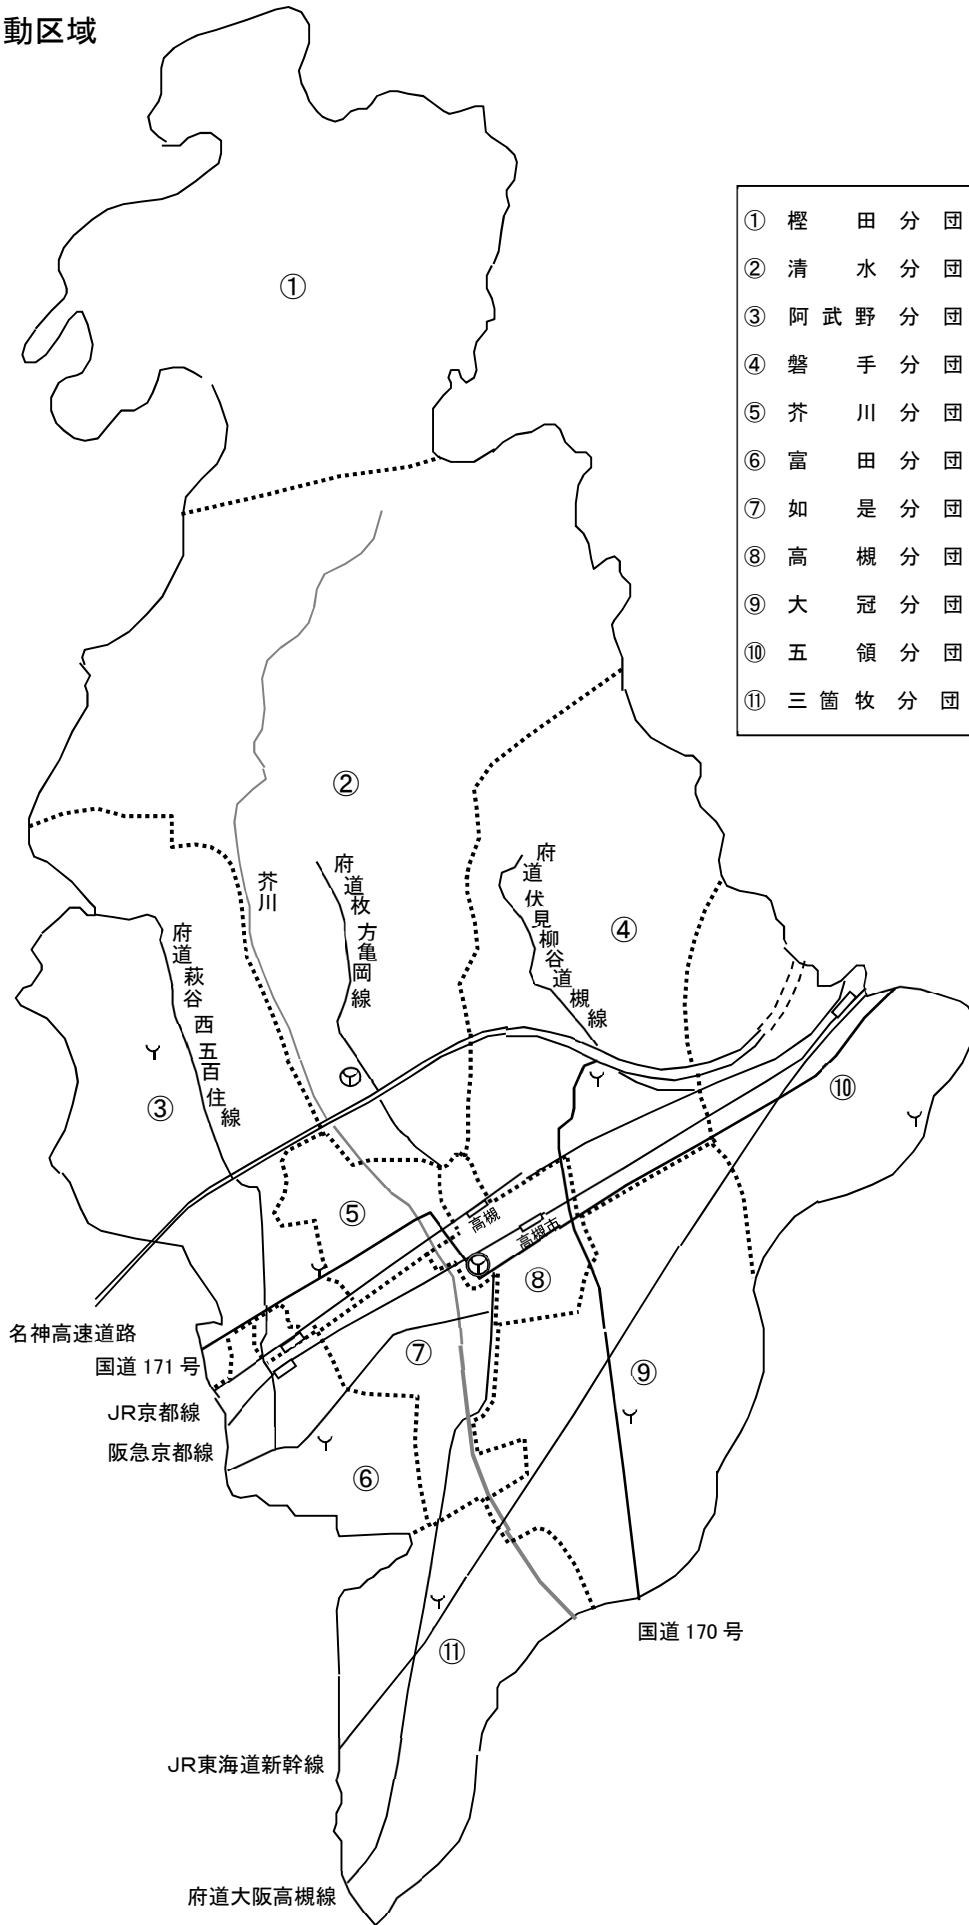 動区域
① 樫田分団
② 清水分団
③ 阿武野分団
④ 磐手分団
⑤ 芥川分団
⑥ 富田分団
⑦ 如是分団
⑧ 高槻分団
⑨ 大冠分団
⑩ 五領分団
⑪ 三箇牧分団
①
②
芥川
府道枚方亀岡線
府道伏見柳谷道槻線
④
府道萩谷西五百住線
③
⑩
⑤
高槻
高槻市
⑧
名神高速道路
国道171号
⑦
⑨
JR京都線
阪急京都線
⑥
国道170号
⑪
JR東海道新幹線
府道大阪高槻線